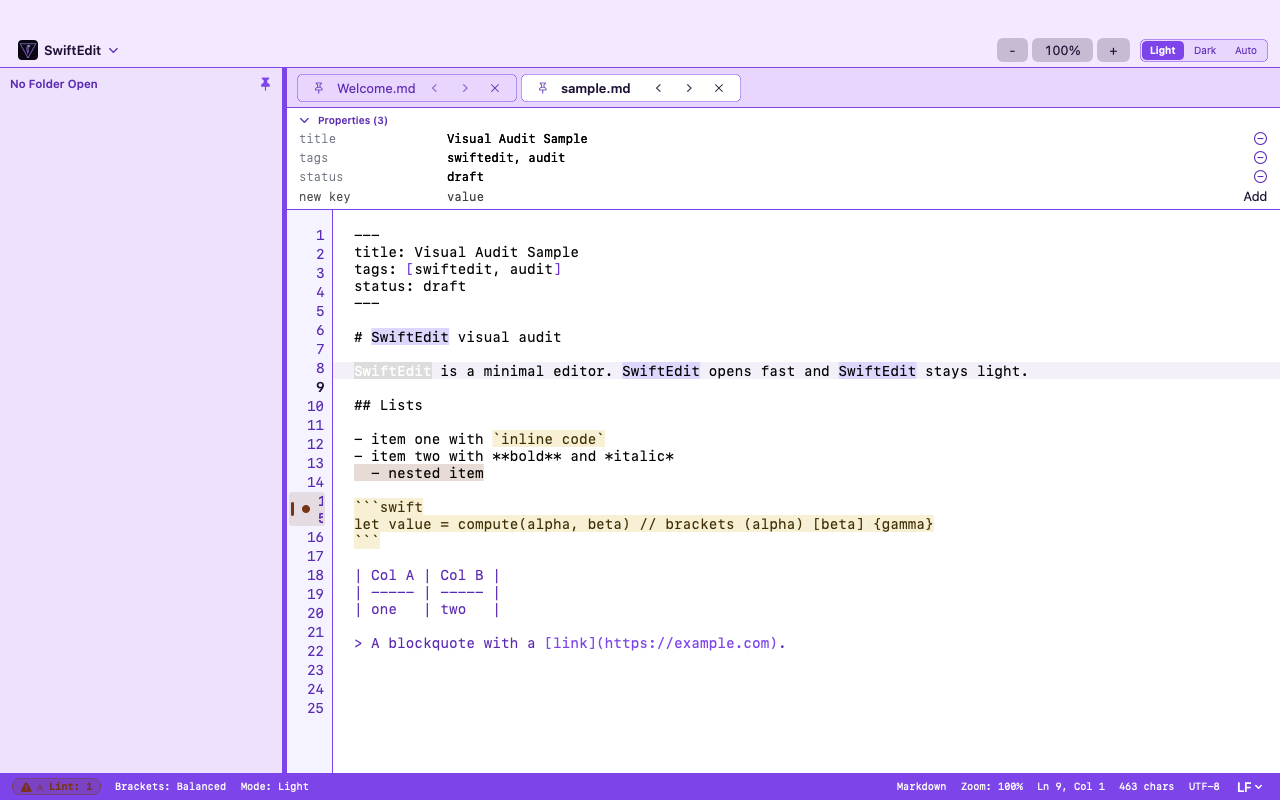 SwiftEdit
- 100% + Light Dark Auto
No Folder Open
Welcome.md sample.md
Properties (3)
title Visual Audit Sample
tags swiftedit, audit
status draft
new key value Add
1 ---
2 title: Visual Audit Sample
3 tags: [swiftedit, audit]
4 status: draft
5 ---
6
7 # SwiftEdit visual audit
8
9 SwiftEdit is a minimal editor. SwiftEdit opens fast and SwiftEdit stays light.
10
11 ## Lists
12
13 - item one with `inline code`
14 - item two with **bold** and *italic*
15   - nested item
16
17 ```swift
18 let value = compute(alpha, beta) // brackets (alpha) [beta] {gamma}
19 ```
20
21 | Col A | Col B |
22 | ----- | ----- |
23 | one   | two   |
24
25 > A blockquote with a [link](https://example.com).
⚠ Lint: 1 Brackets: Balanced Mode: Light Markdown Zoom: 100% Ln 9, Col 1 463 chars UTF-8 LF